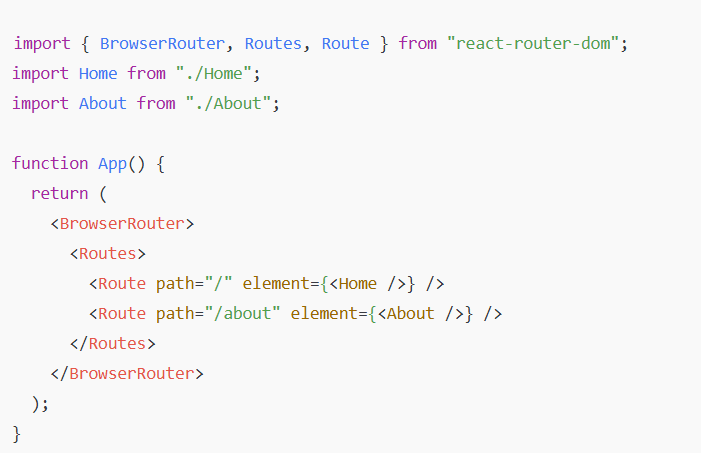 import { BrowserRouter, Routes, Route } from "react-router-dom";
import Home from "./Home";
import About from "./About";

function App() {
  return (
    <BrowserRouter>
      <Routes>
        <Route path="/" element={<Home />} />
        <Route path="/about" element={<About />} />
      </Routes>
    </BrowserRouter>
  );
}